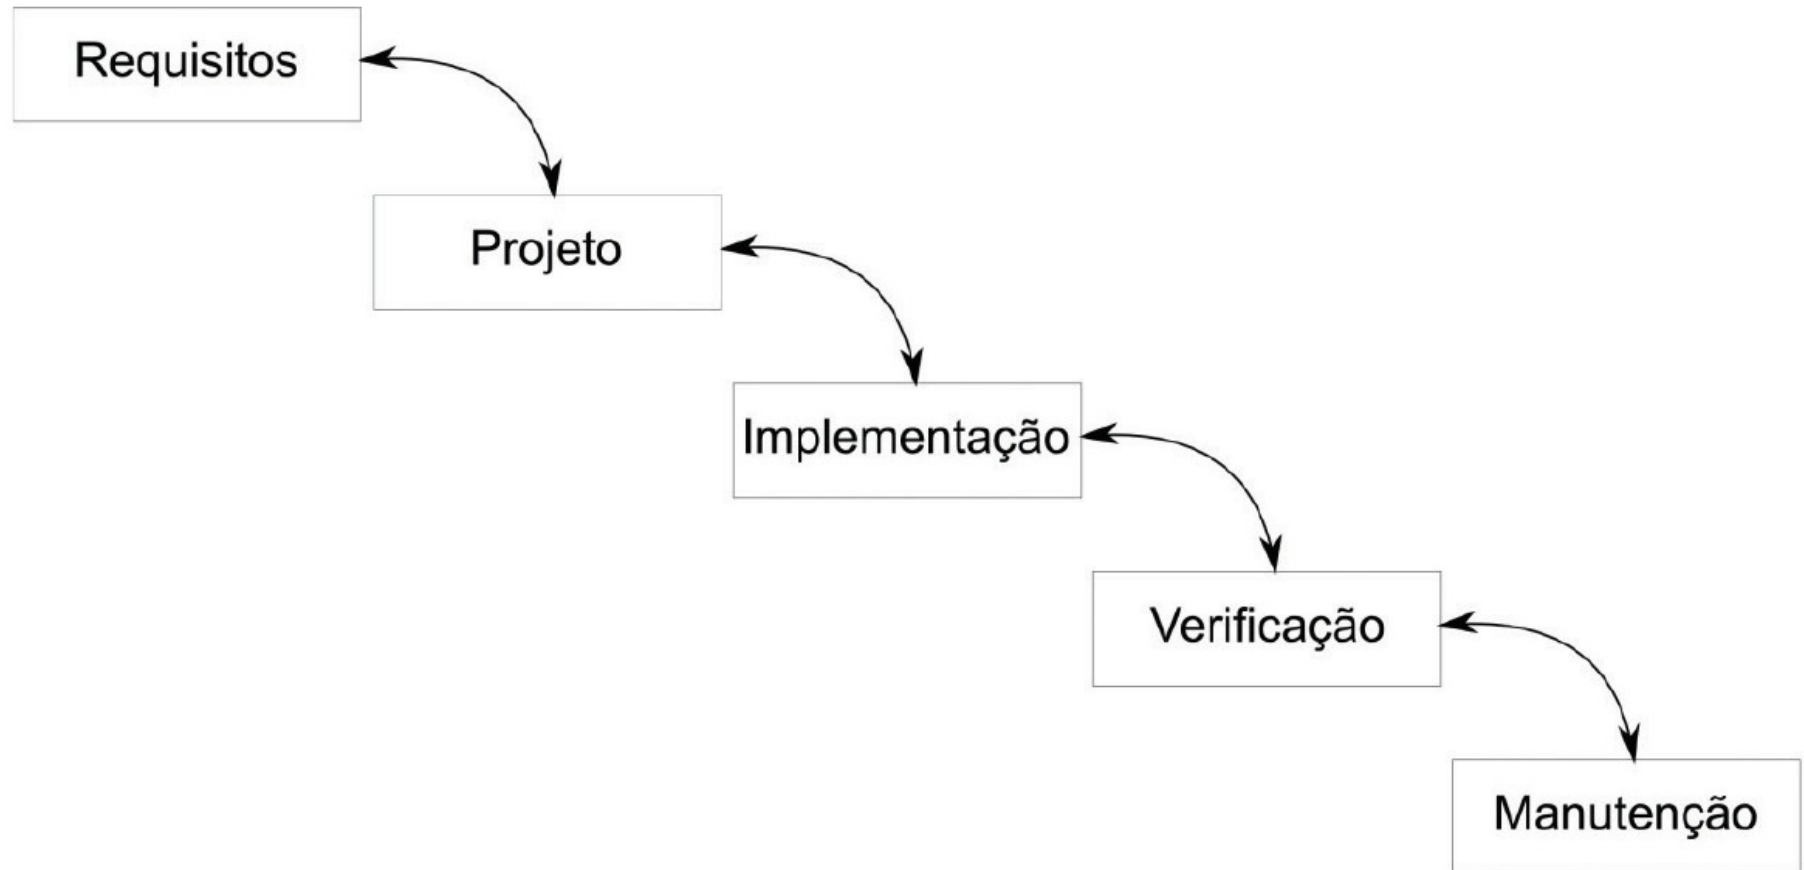 Requisitos
Projeto
Implementação
Verificação
Manutenção